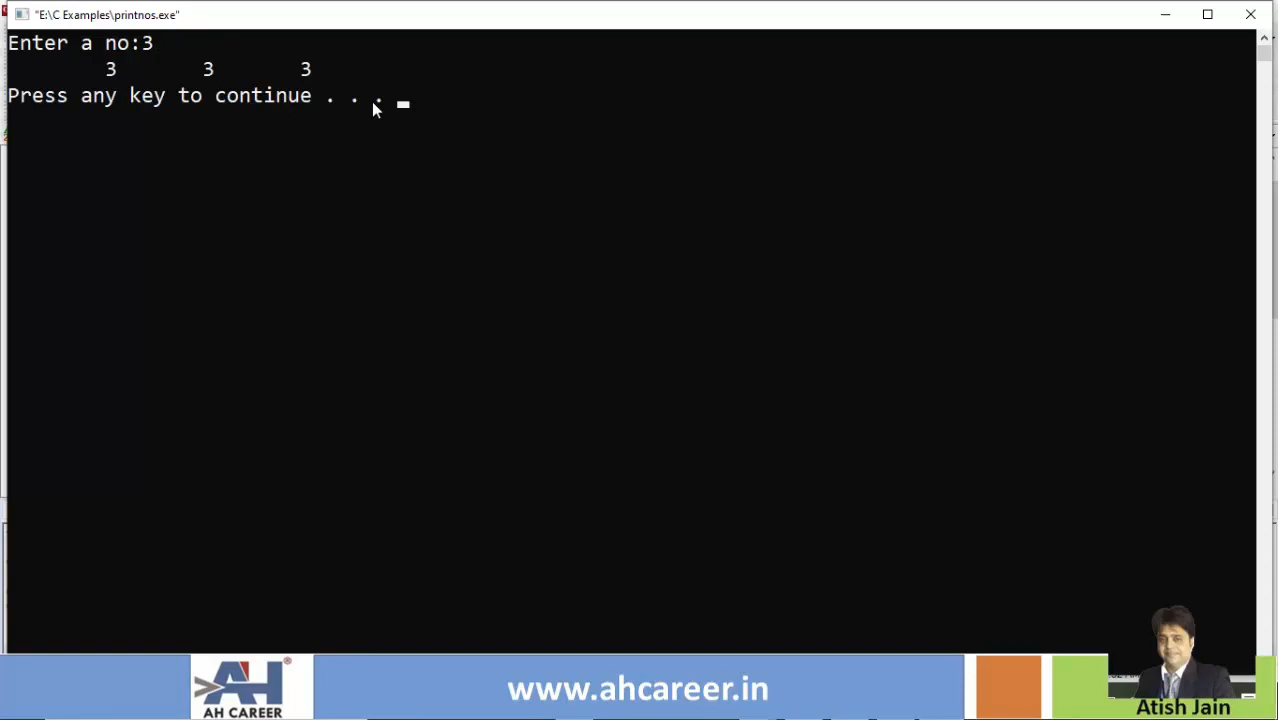 "E:\C Examples\printnos.exe"
Enter a no:3
3 3 3
Press any key to continue . . .
www.ahcareer.in
AH
AH CAREER
®
Atish Jain